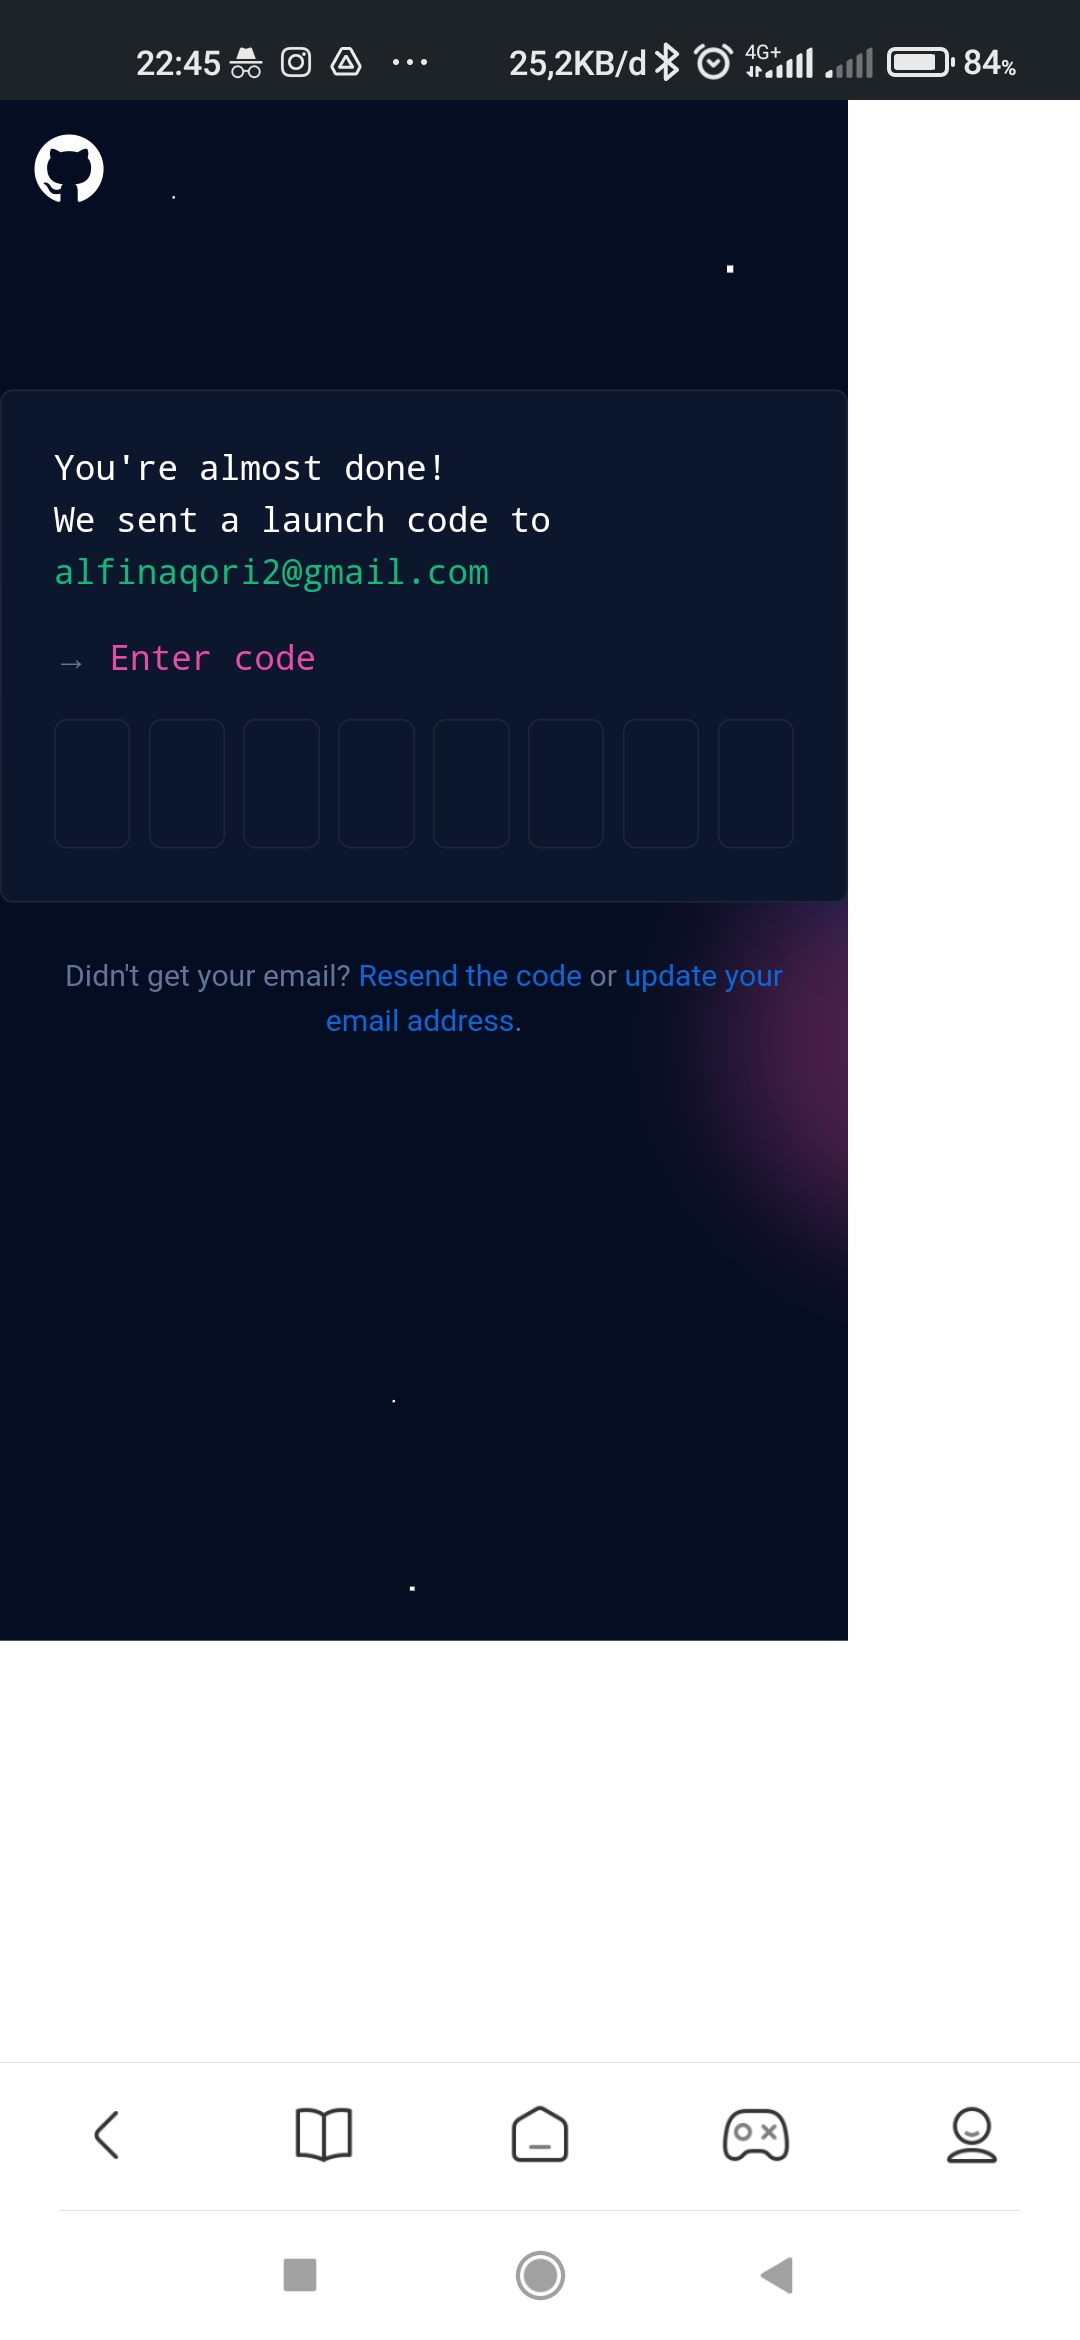 22:45 25,2KB/d 4G+ 84%
You're almost done!
We sent a launch code to
alfinaqori2@gmail.com
→ Enter code
Didn't get your email? Resend the code or update your
email address.